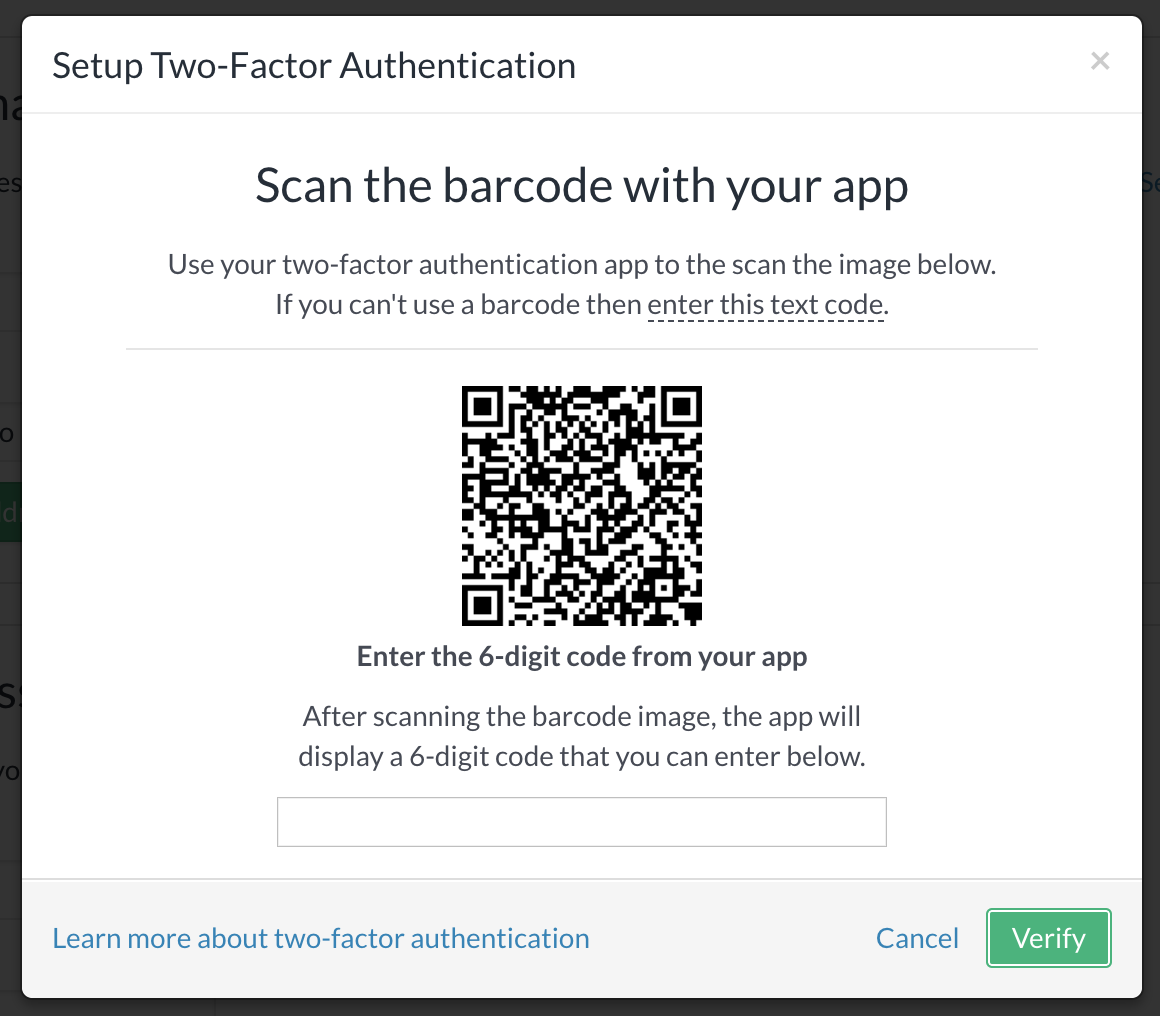 Setup Two-Factor Authentication
×
Scan the barcode with your app
Use your two-factor authentication app to the scan the image below.
If you can't use a barcode then enter this text code.
Enter the 6-digit code from your app
After scanning the barcode image, the app will
display a 6-digit code that you can enter below.
Learn more about two-factor authentication
Cancel
Verify